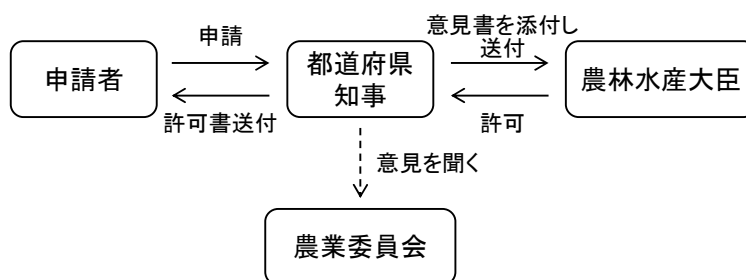 申請者
申請
許可書送付
都道府県
知事
意見書を添付し
送付
許可
農林水産大臣
意見を聞く
農業委員会